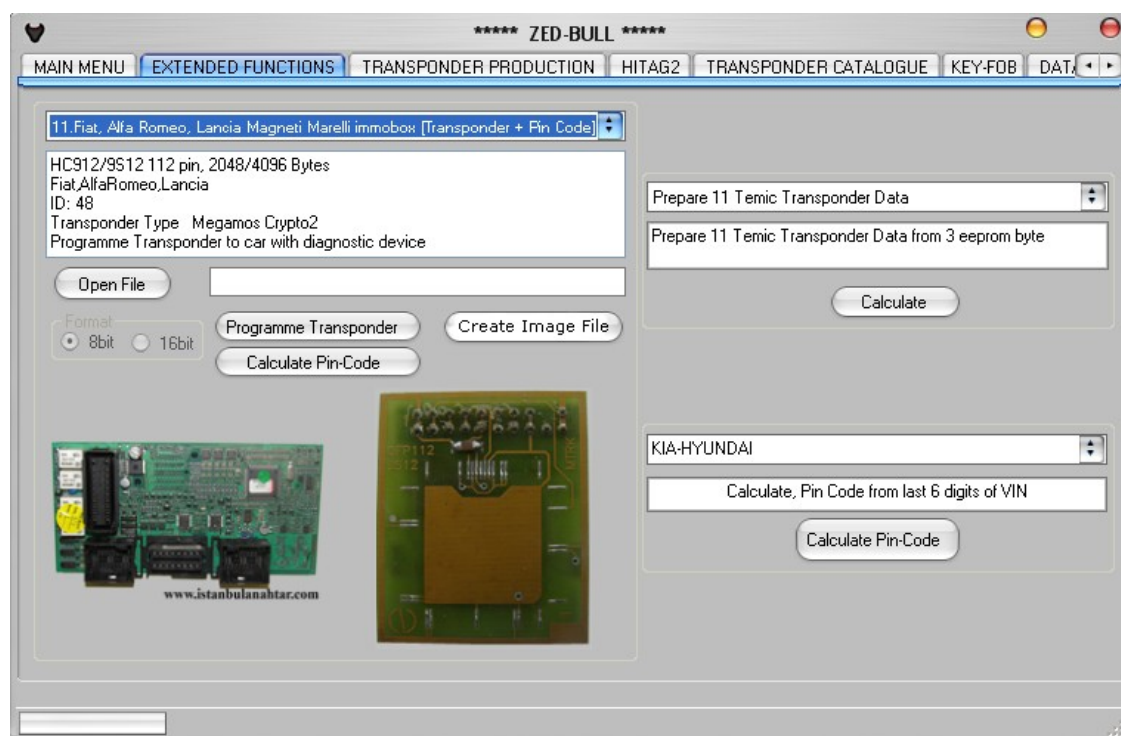 ***** ZED-BULL *****
MAIN MENU EXTENDED FUNCTIONS TRANSPONDER PRODUCTION HITAG2 TRANSPONDER CATALOGUE KEY-FOB DATA
11.Fiat, Alfa Romeo, Lancia Magneti Marelli immobox [Transponder + Pin Code]
HC912/9S12 112 pin, 2048/4096 Bytes
Fiat,AlfaRomeo,Lancia
ID: 48
Transponder Type Megamos Crypto2
Programme Transponder to car with diagnostic device
Open File
Format
8bit 16bit
Programme Transponder
Create Image File
Calculate Pin-Code
www.istanbulanahtar.com
Prepare 11 Temic Transponder Data
Prepare 11 Temic Transponder Data from 3 eeprom byte
Calculate
KIA-HYUNDAI
Calculate, Pin Code from last 6 digits of VIN
Calculate Pin-Code